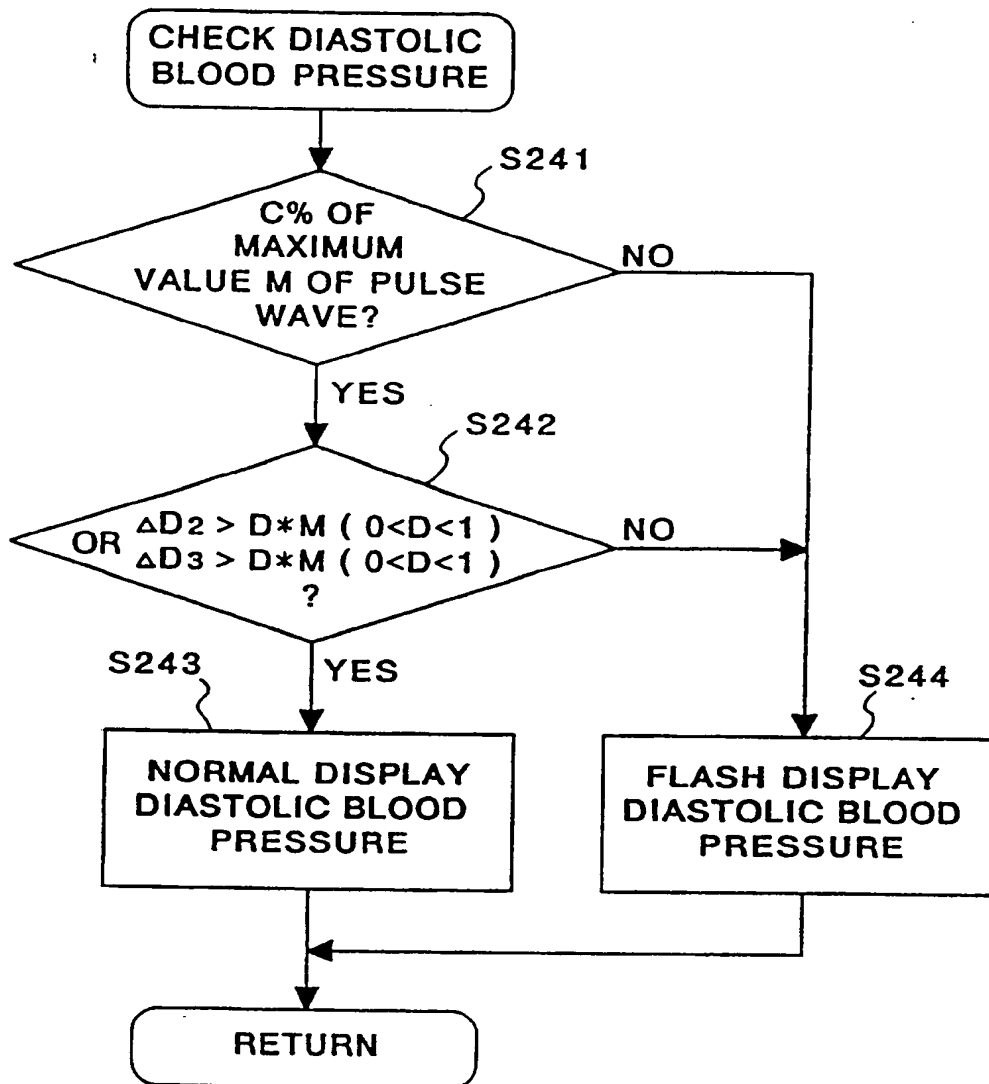 CHECK DIASTOLIC
BLOOD PRESSURE
S241
C% OF
MAXIMUM
VALUE M OF PULSE
WAVE?
NO
YES
S242
OR ΔD2 > D*M ( 0<D<1 )
ΔD3 > D*M ( 0<D<1 )
?
NO
YES
S243
S244
NORMAL DISPLAY
DIASTOLIC BLOOD
PRESSURE
FLASH DISPLAY
DIASTOLIC BLOOD
PRESSURE
RETURN